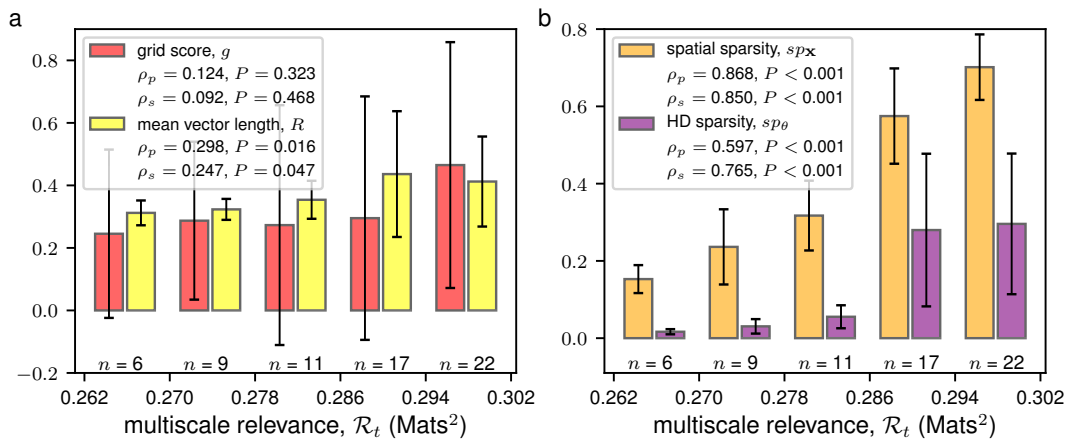 a
grid score, g
ρp = 0.124, P = 0.323
ρs = 0.092, P = 0.468
mean vector length, R
ρp = 0.298, P = 0.016
ρs = 0.247, P = 0.047
0.8
0.6
0.4
0.2
0.0
−0.2
n = 6 n = 9 n = 11 n = 17 n = 22
0.262 0.270 0.278 0.286 0.294 0.302
multiscale relevance, ℛt (Mats²)
b
spatial sparsity, spx
ρp = 0.868, P < 0.001
ρs = 0.850, P < 0.001
HD sparsity, spθ
ρp = 0.597, P < 0.001
ρs = 0.765, P < 0.001
0.8
0.6
0.4
0.2
0.0
n = 6 n = 9 n = 11 n = 17 n = 22
0.262 0.270 0.278 0.286 0.294 0.302
multiscale relevance, ℛt (Mats²)